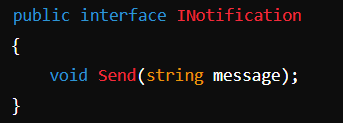 public interface INotification
{
    void Send(string message);
}